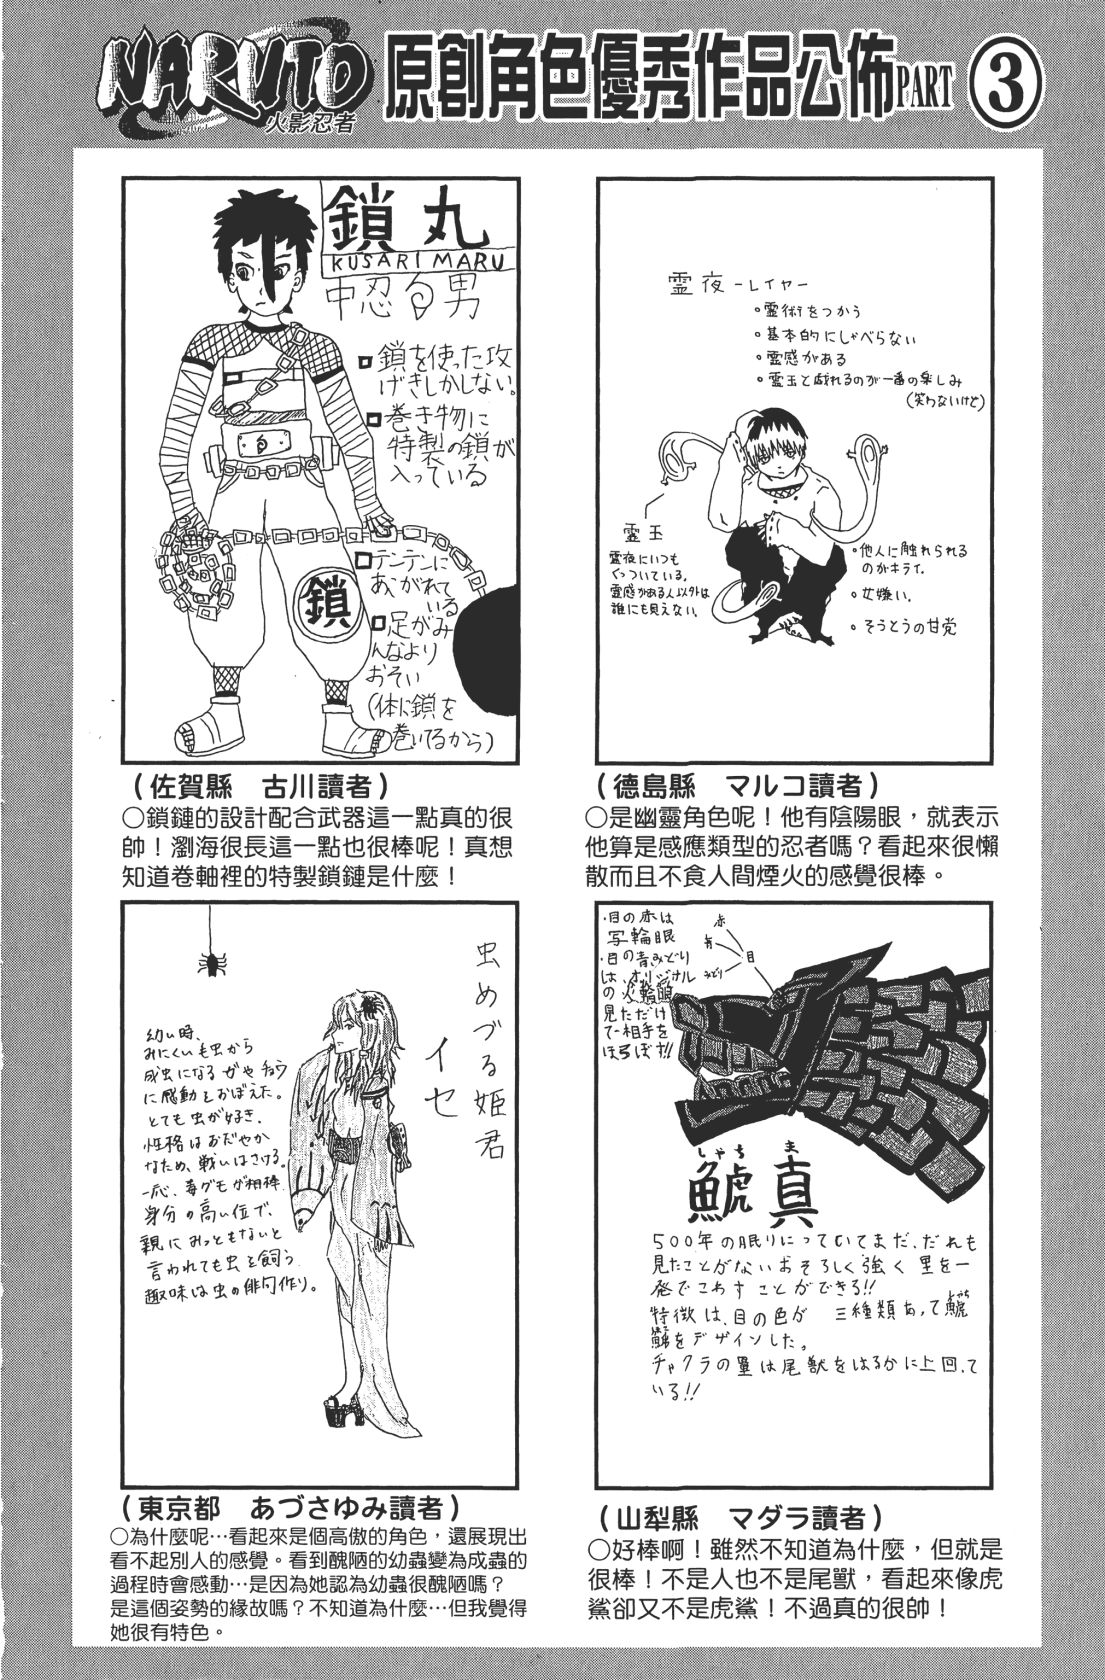 NARUTO
火影忍者
原創角色優秀作品公佈PART ③
鎖丸
KUSARI MARU
中忍 男
鎖を使った攻
げきしかしない。
巻き物に
特製の鎖が
入っている
テンテンに
あこがれて
いる
足がみ
んなより
おそい
(体に鎖を
巻いてるから)
鎖
(佐賀縣 古川讀者)
○鎖鏈的設計配合武器這一點真的很
帥！瀏海很長這一點也很棒呢！真想
知道卷軸裡的特製鎖鏈是什麼！
霊夜 -レイヤ-
。霊術をつかう
。基本的にしゃべらない
。霊感がある
。霊玉と戯れるのが一番の楽しみ
(笑わないけど)
霊玉
霊夜にいつも
くっついている。
霊感がある人以外は
誰にも見えない。
。他人に触れられる
のがキライ。
。女嫌い。
。そうとうの甘党
(德島縣 マルコ讀者)
○是幽靈角色呢！他有陰陽眼，就表示
他算是感應類型的忍者嗎？看起來很懶
散而且不食人間煙火的感覺很棒。
虫めづる姫君
イセ
幼い時、
みにくい毛虫から
成虫になるガやチョウ
に感動をおぼえた。
とても虫が好き。
性格はおだやか
なため、戦いはさける。
一応、毒グモが相棒
身分の高い位で、
親にみっともないと
言われても虫を飼う
趣味は虫の俳句作り。
(東京都 あづさゆみ讀者)
○為什麼呢…看起來是個高傲的角色，還展現出
看不起別人的感覺。看到醜陋的幼蟲變為成蟲的
過程時會感動…是因為她認為幼蟲很醜陋嗎？
是這個姿勢的緣故嗎？不知道為什麼…但我覺得
她很有特色。
・目の赤は
写輪眼
・目の青みどり
は オリジナル
の 火輪眼
見ただけ
で相手を
ほろぼす!!
赤
青
みどり
目
しゃち ま
鯱真
500年の眠りについていてまだ、だれも
見たことがないおそろしく強く里を一
発でこわすことができる!!
特徴は、目の色が 三種類あって鯱
をデザインした。
チャクラの量は尾獣をはるかに上回って
いる!!
(山梨縣 マダラ讀者)
○好棒啊！雖然不知道為什麼，但就是
很棒！不是人也不是尾獸，看起來像虎
鯊卻又不是虎鯊！不過真的很帥！